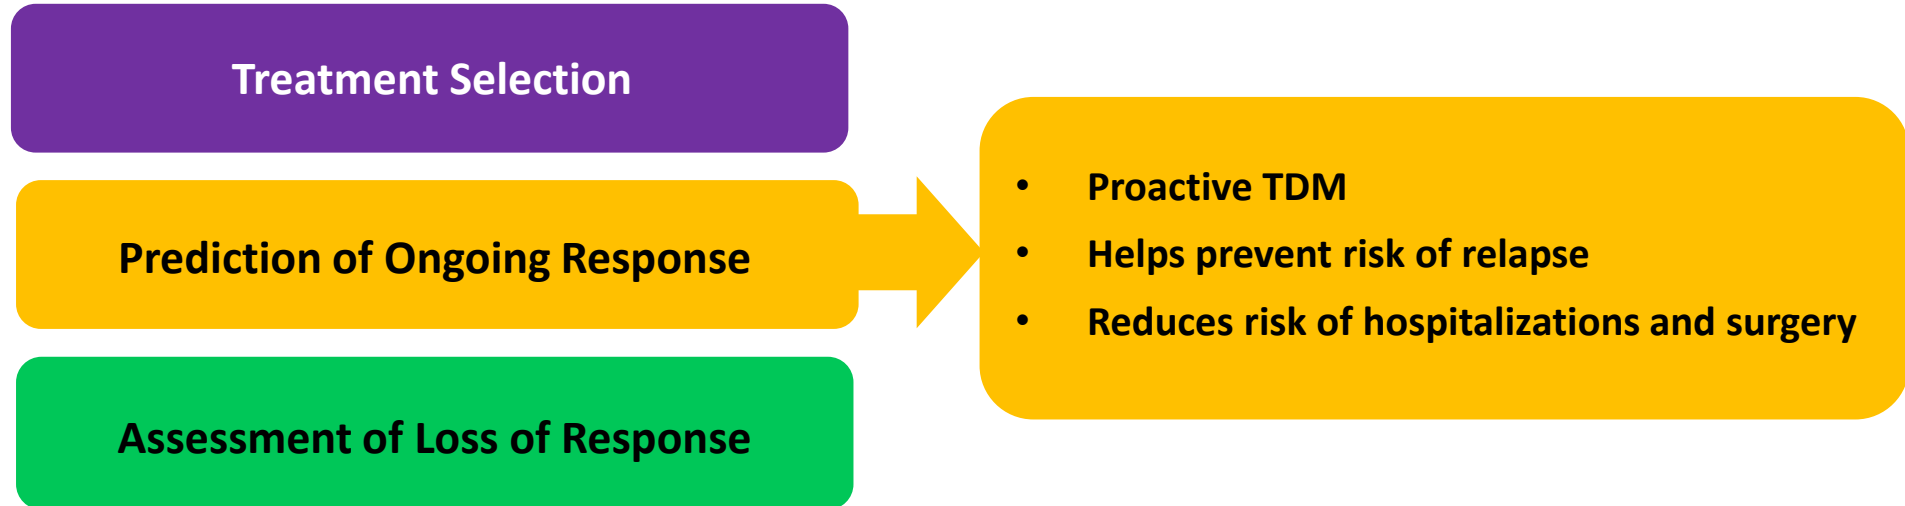 Treatment Selection
Prediction of Ongoing Response
Assessment of Loss of Response
• Proactive TDM
• Helps prevent risk of relapse
• Reduces risk of hospitalizations and surgery